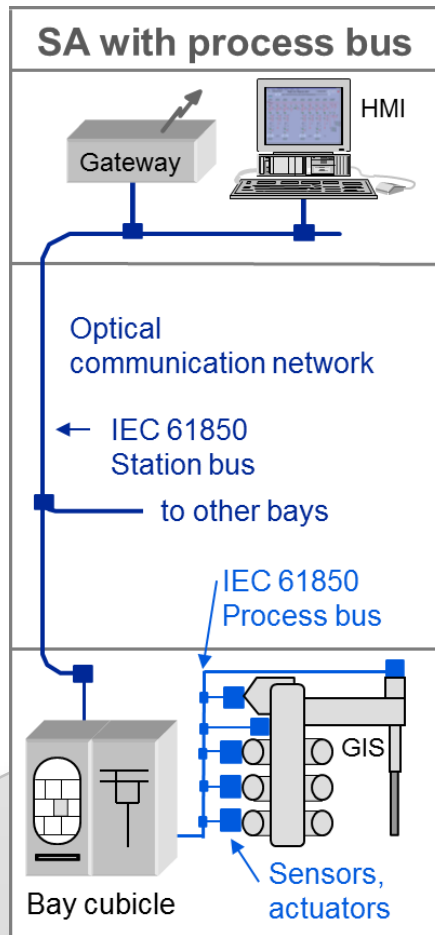 SA with process bus
HMI
Gateway
Optical
communication network
IEC 61850
Station bus
to other bays
IEC 61850
Process bus
GIS
Sensors,
actuators
Bay cubicle